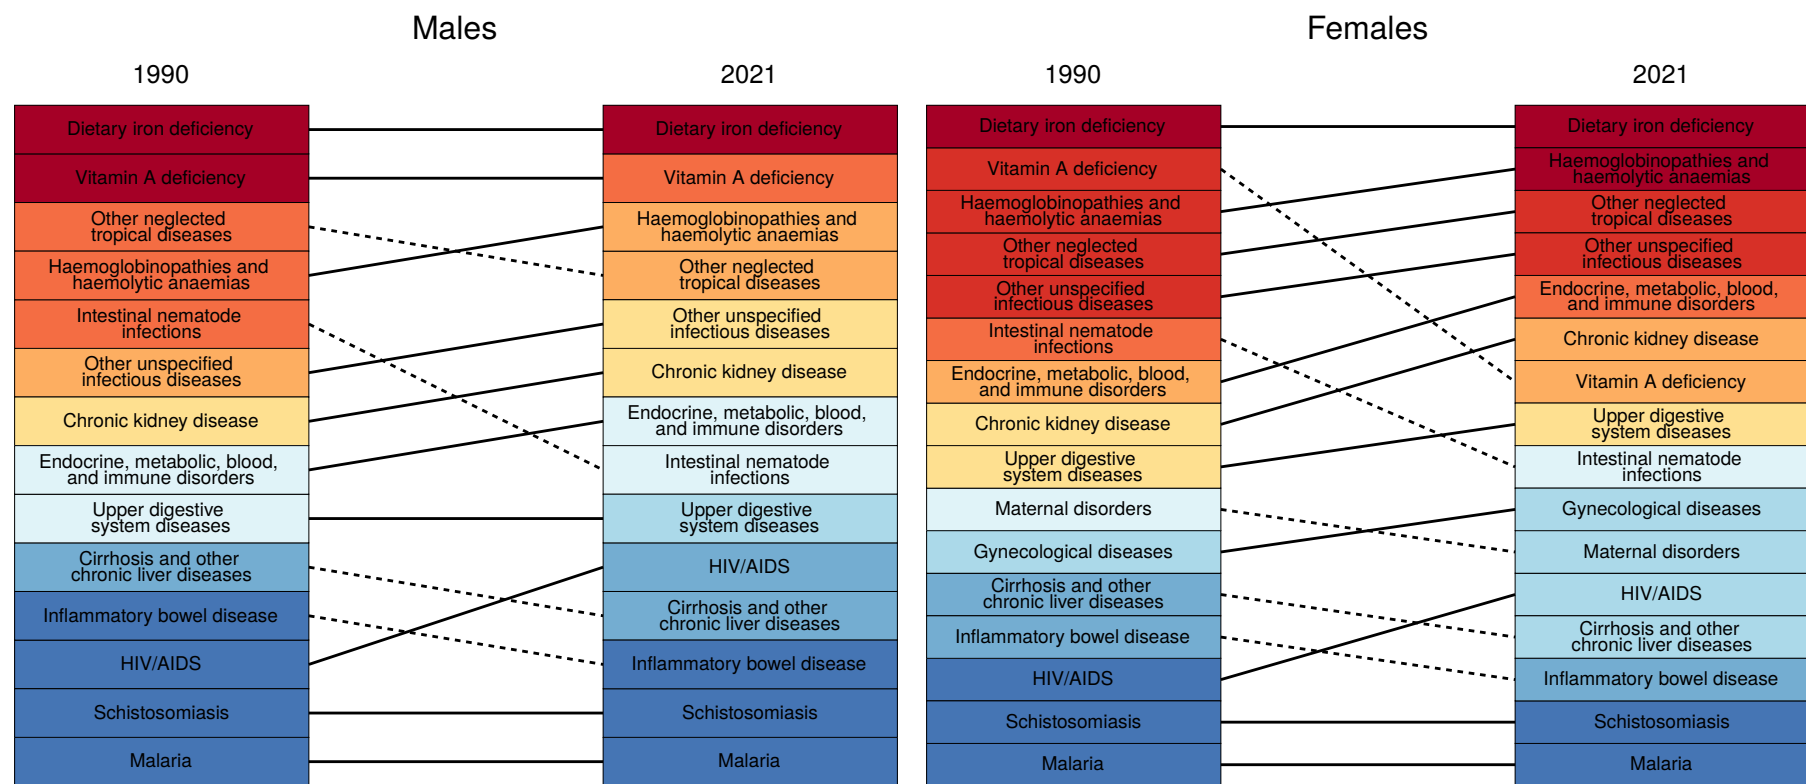 Males
1990
2021
Dietary iron deficiency
Vitamin A deficiency
Other neglected
tropical diseases
Haemoglobinopathies and
haemolytic anaemias
Intestinal nematode
infections
Other unspecified
infectious diseases
Chronic kidney disease
Endocrine, metabolic, blood,
and immune disorders
Upper digestive
system diseases
Cirrhosis and other
chronic liver diseases
Inflammatory bowel disease
HIV/AIDS
Schistosomiasis
Malaria
Dietary iron deficiency
Vitamin A deficiency
Haemoglobinopathies and
haemolytic anaemias
Other neglected
tropical diseases
Other unspecified
infectious diseases
Chronic kidney disease
Endocrine, metabolic, blood,
and immune disorders
Intestinal nematode
infections
Upper digestive
system diseases
HIV/AIDS
Cirrhosis and other
chronic liver diseases
Inflammatory bowel disease
Schistosomiasis
Malaria
Females
1990
2021
Dietary iron deficiency
Vitamin A deficiency
Haemoglobinopathies and
haemolytic anaemias
Other neglected
tropical diseases
Other unspecified
infectious diseases
Intestinal nematode
infections
Endocrine, metabolic, blood,
and immune disorders
Chronic kidney disease
Upper digestive
system diseases
Maternal disorders
Gynecological diseases
Cirrhosis and other
chronic liver diseases
Inflammatory bowel disease
HIV/AIDS
Schistosomiasis
Malaria
Dietary iron deficiency
Haemoglobinopathies and
haemolytic anaemias
Other neglected
tropical diseases
Other unspecified
infectious diseases
Endocrine, metabolic, blood,
and immune disorders
Chronic kidney disease
Vitamin A deficiency
Upper digestive
system diseases
Intestinal nematode
infections
Gynecological diseases
Maternal disorders
HIV/AIDS
Cirrhosis and other
chronic liver diseases
Inflammatory bowel disease
Schistosomiasis
Malaria